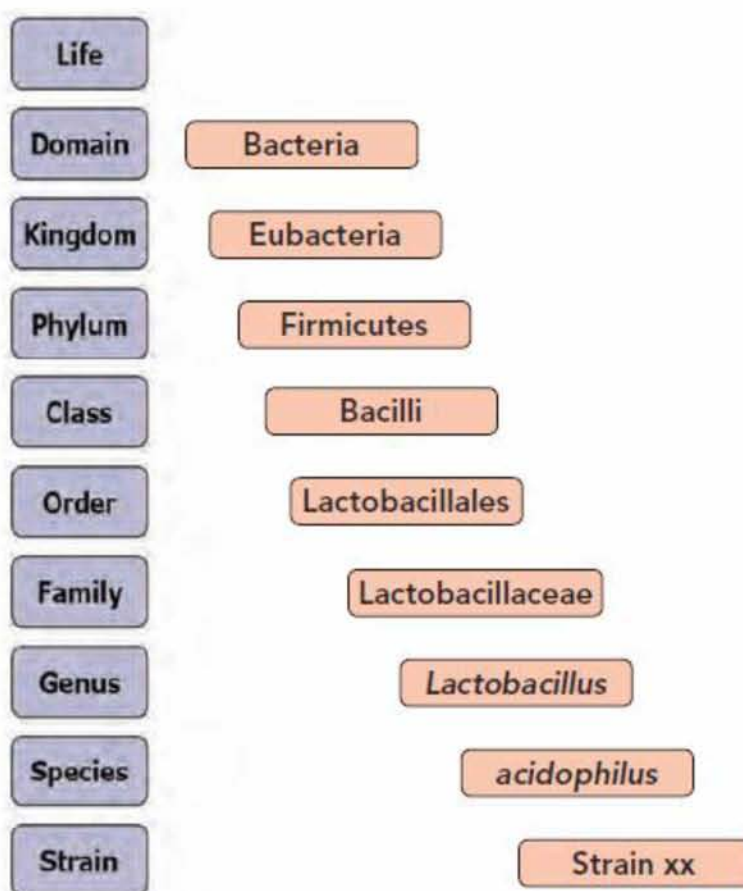 Life
Domain Bacteria
Kingdom Eubacteria
Phylum Firmicutes
Class Bacilli
Order Lactobacillales
Family Lactobacillaceae
Genus Lactobacillus
Species acidophilus
Strain Strain xx